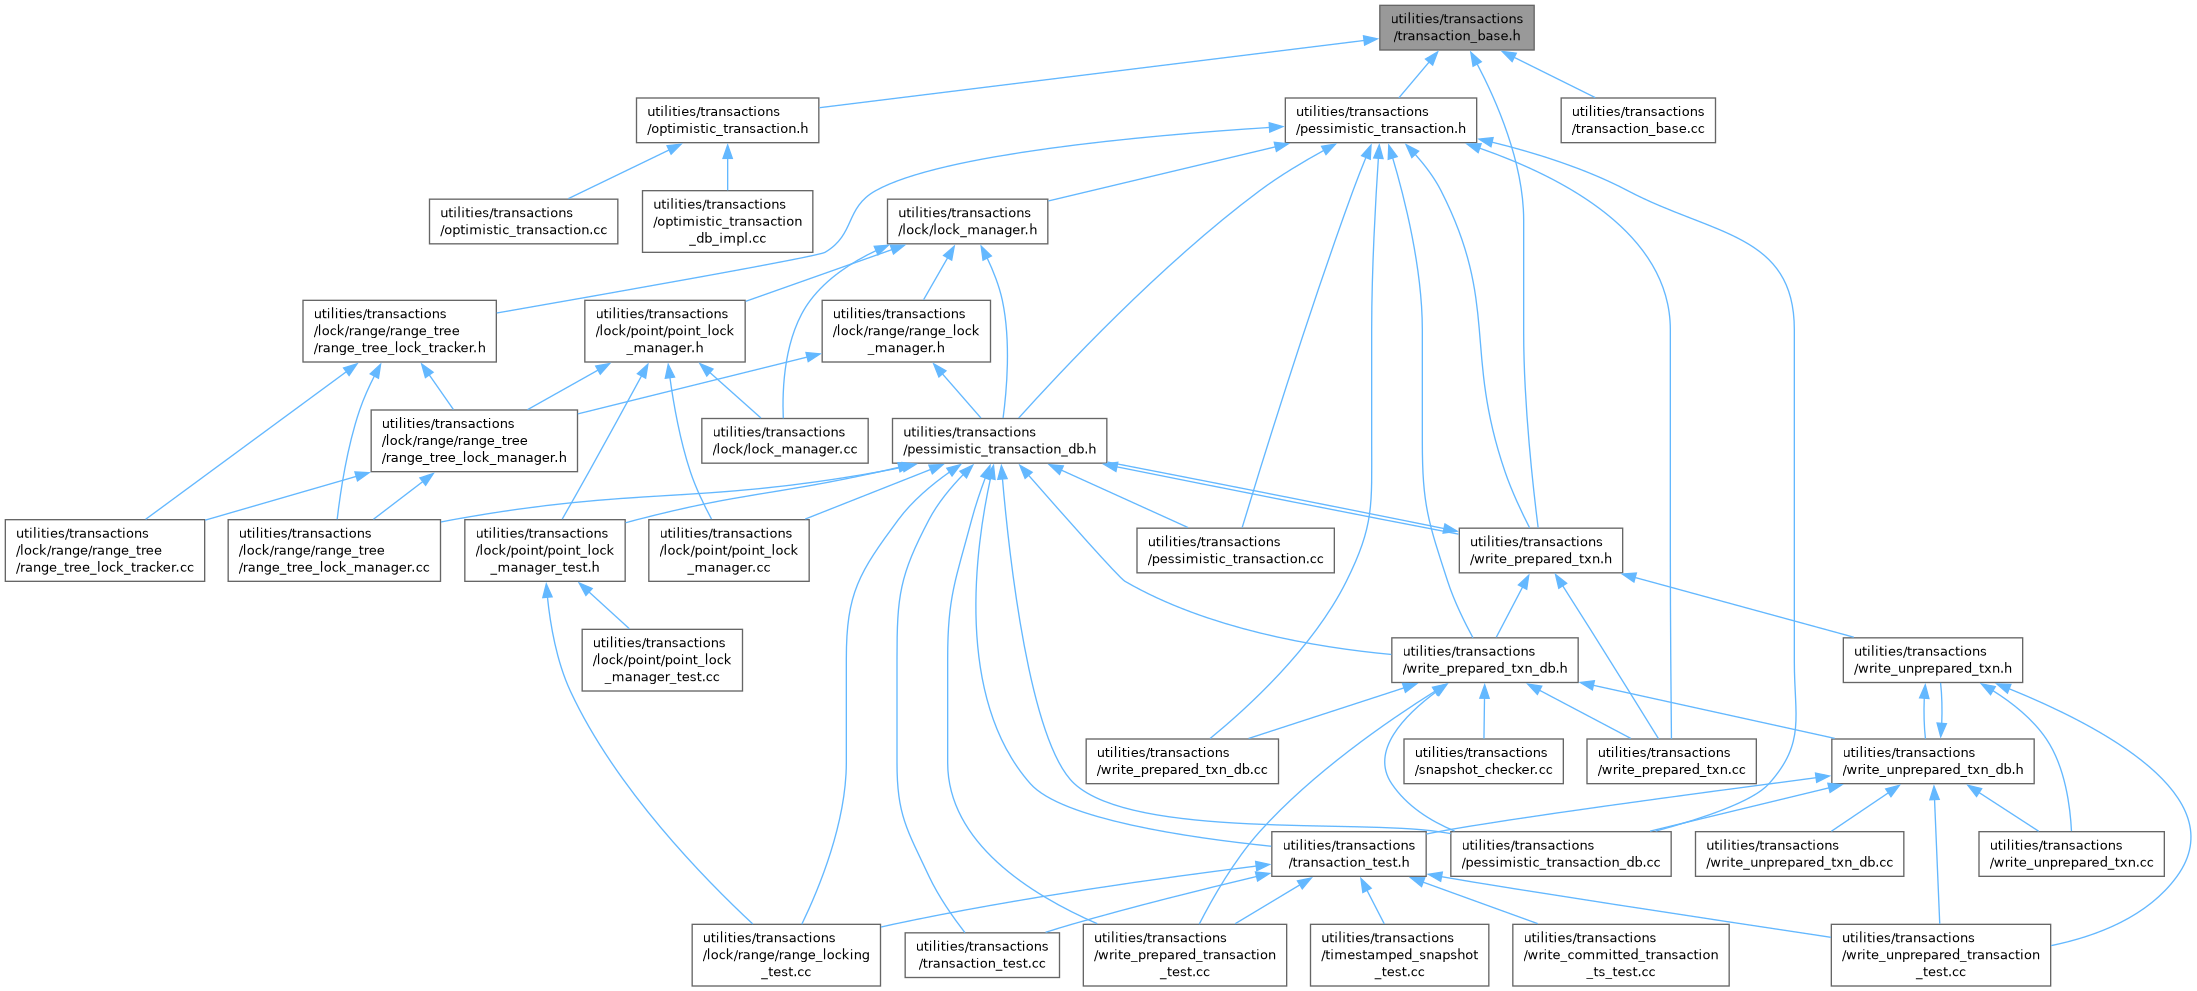 utilities/transactions
/transaction_base.h
utilities/transactions
/optimistic_transaction.h
utilities/transactions
/pessimistic_transaction.h
utilities/transactions
/transaction_base.cc
utilities/transactions
/optimistic_transaction.cc
utilities/transactions
/optimistic_transaction
_db_impl.cc
utilities/transactions
/lock/lock_manager.h
utilities/transactions
/lock/range/range_tree
/range_tree_lock_tracker.h
utilities/transactions
/lock/point/point_lock
_manager.h
utilities/transactions
/lock/range/range_lock
_manager.h
utilities/transactions
/lock/range/range_tree
/range_tree_lock_manager.h
utilities/transactions
/lock/lock_manager.cc
utilities/transactions
/pessimistic_transaction_db.h
utilities/transactions
/lock/range/range_tree
/range_tree_lock_tracker.cc
utilities/transactions
/lock/range/range_tree
/range_tree_lock_manager.cc
utilities/transactions
/lock/point/point_lock
_manager_test.h
utilities/transactions
/lock/point/point_lock
_manager.cc
utilities/transactions
/pessimistic_transaction.cc
utilities/transactions
/write_prepared_txn.h
utilities/transactions
/lock/point/point_lock
_manager_test.cc
utilities/transactions
/write_prepared_txn_db.h
utilities/transactions
/write_unprepared_txn.h
utilities/transactions
/write_prepared_txn_db.cc
utilities/transactions
/snapshot_checker.cc
utilities/transactions
/write_prepared_txn.cc
utilities/transactions
/write_unprepared_txn_db.h
utilities/transactions
/transaction_test.h
utilities/transactions
/pessimistic_transaction_db.cc
utilities/transactions
/write_unprepared_txn_db.cc
utilities/transactions
/write_unprepared_txn.cc
utilities/transactions
/lock/range/range_locking
_test.cc
utilities/transactions
/transaction_test.cc
utilities/transactions
/write_prepared_transaction
_test.cc
utilities/transactions
/timestamped_snapshot
_test.cc
utilities/transactions
/write_committed_transaction
_ts_test.cc
utilities/transactions
/write_unprepared_transaction
_test.cc